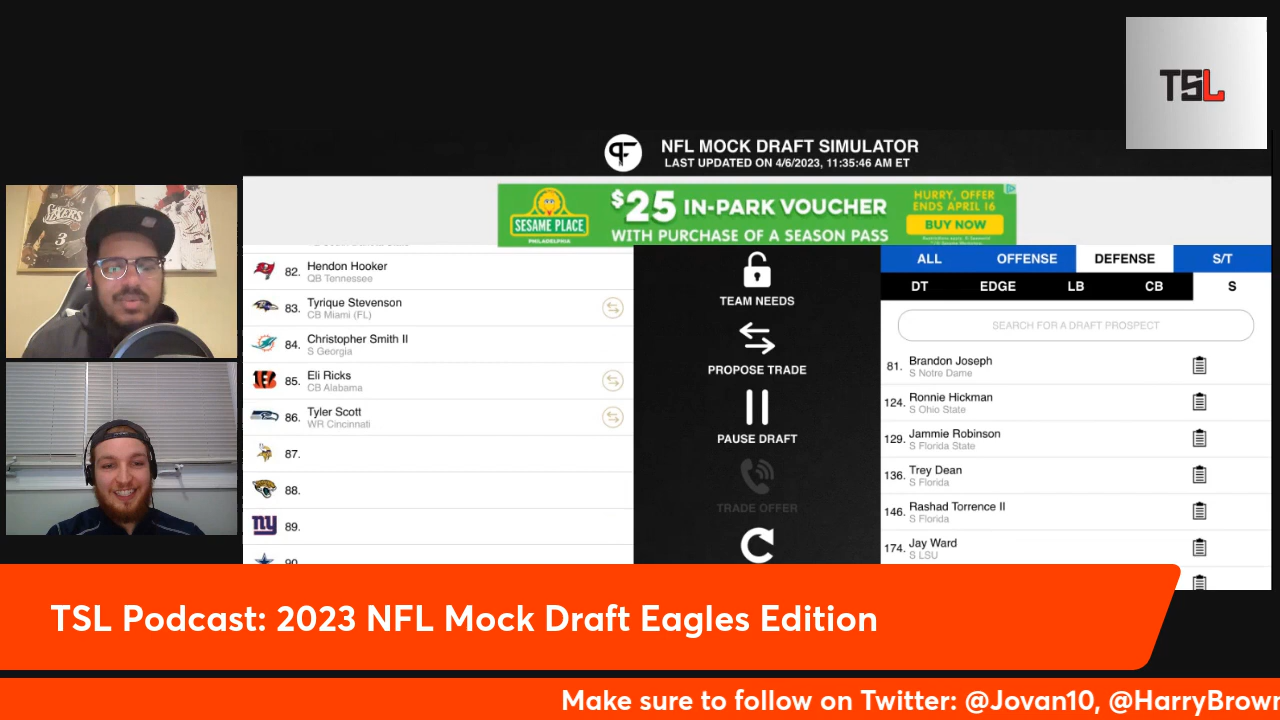 TSL
NFL MOCK DRAFT SIMULATOR
LAST UPDATED ON 4/6/2023, 11:35:46 AM ET
SESAME PLACE
PHILADELPHIA
$25 IN-PARK VOUCHER
WITH PURCHASE OF A SEASON PASS
HURRY, OFFER
ENDS APRIL 16
BUY NOW
SIXERS
3
82. Hendon Hooker
QB Tennessee
83. Tyrique Stevenson
CB Miami (FL)
84. Christopher Smith II
S Georgia
85. Eli Ricks
CB Alabama
86. Tyler Scott
WR Cincinnati
87.
88.
ny 89.
90.
TEAM NEEDS
PROPOSE TRADE
PAUSE DRAFT
TRADE OFFER
ALL OFFENSE DEFENSE S/T
DT EDGE LB CB S
SEARCH FOR A DRAFT PROSPECT
81. Brandon Joseph
S Notre Dame
124. Ronnie Hickman
S Ohio State
129. Jammie Robinson
S Florida State
136. Trey Dean
S Florida
146. Rashad Torrence II
S Florida
174. Jay Ward
S LSU
TSL Podcast: 2023 NFL Mock Draft Eagles Edition
Make sure to follow on Twitter: @Jovan10, @HarryBrown